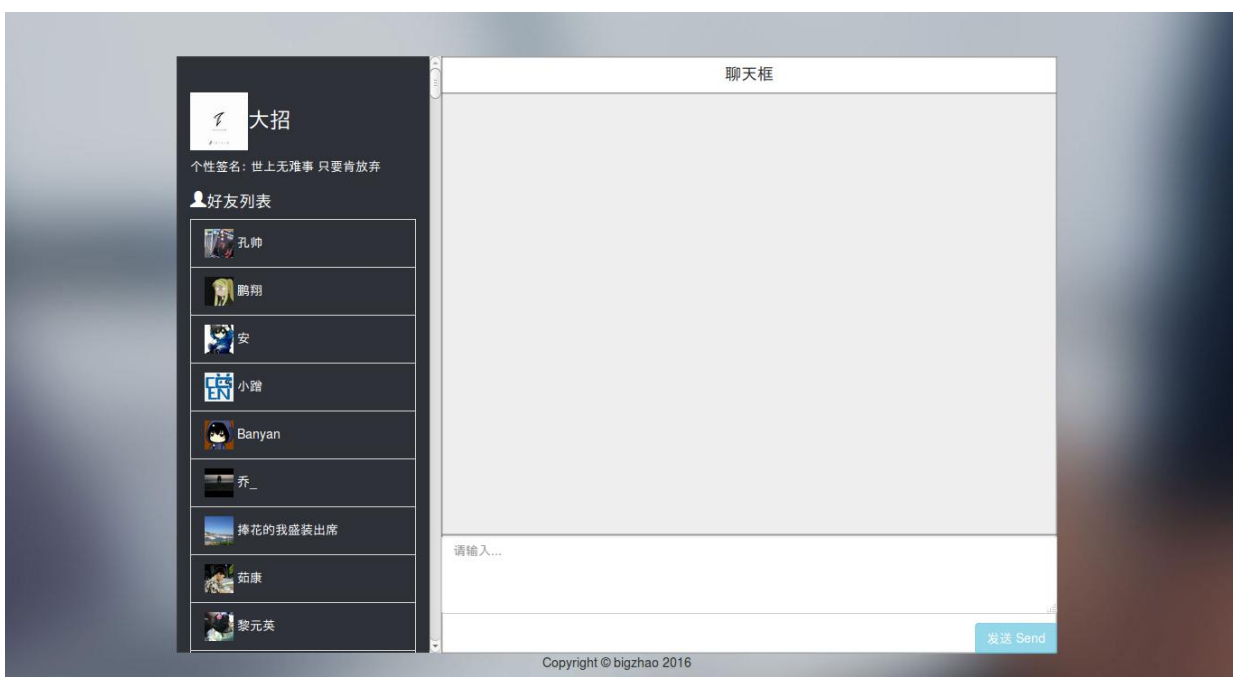 大招
个性签名: 世上无难事 只要肯放弃
好友列表
孔帅
鹏翔
安
小蹭
Banyan
乔_
捧花的我盛装出席
茹康
黎元英
聊天框
请输入...
发送 Send
Copyright © bigzhao 2016